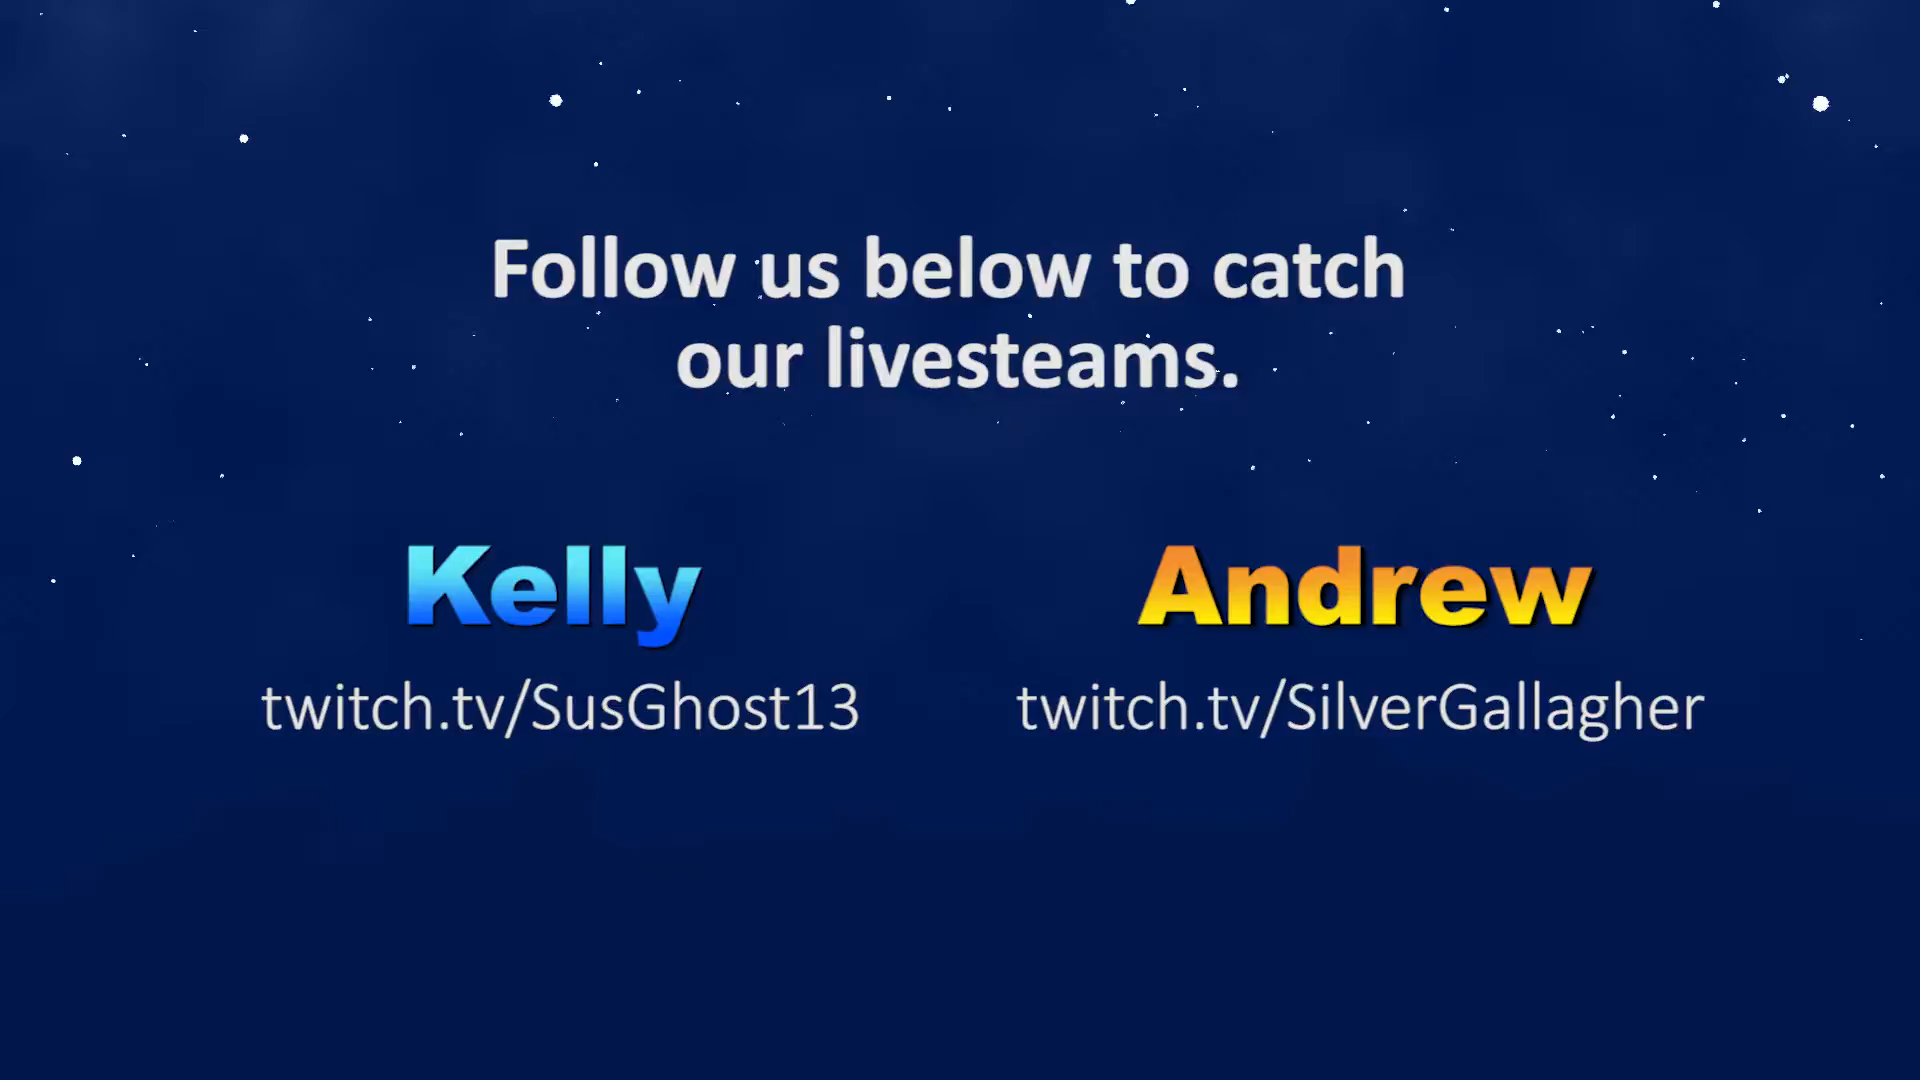 Follow us below to catch
our livesteams.
Kelly
Andrew
twitch.tv/SusGhost13
twitch.tv/SilverGallagher